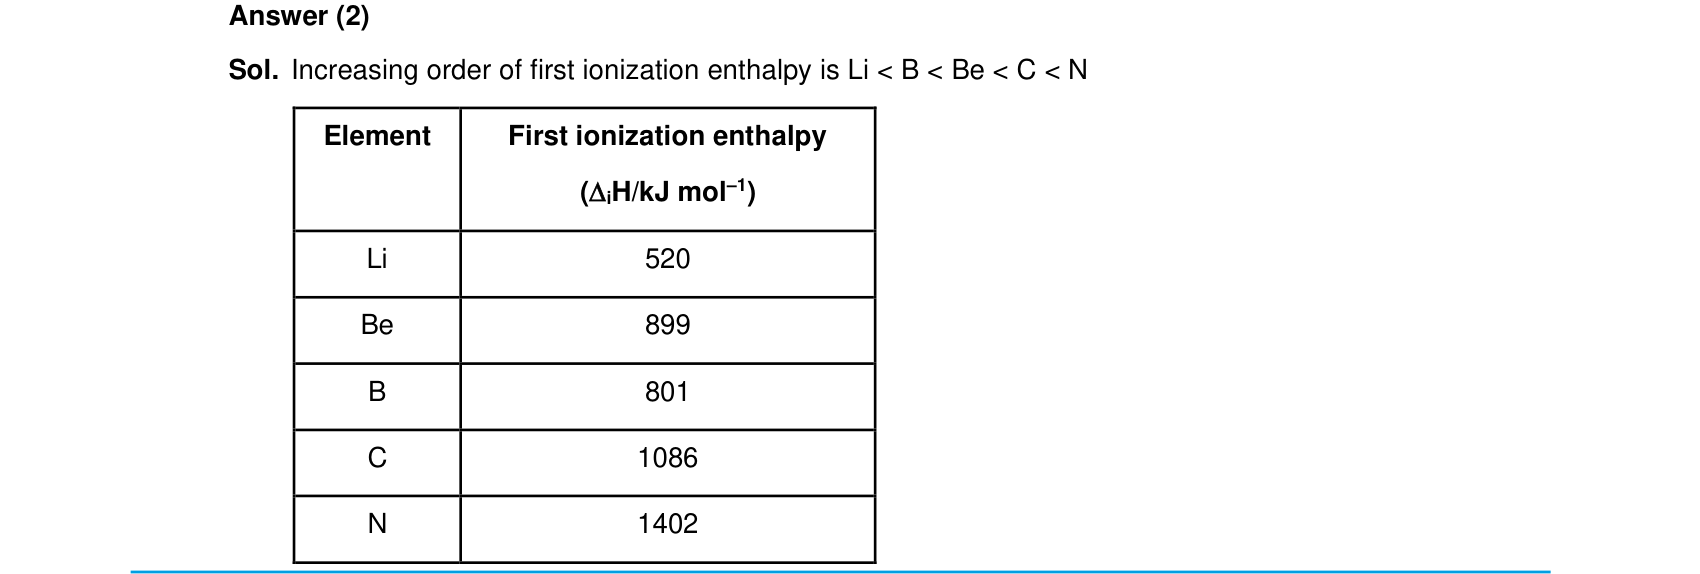 Answer (2)
Sol. Increasing order of first ionization enthalpy is Li < B < Be < C < N
Element First ionization enthalpy
(ΔᵢH/kJ mol⁻¹)
Li 520
Be 899
B 801
C 1086
N 1402